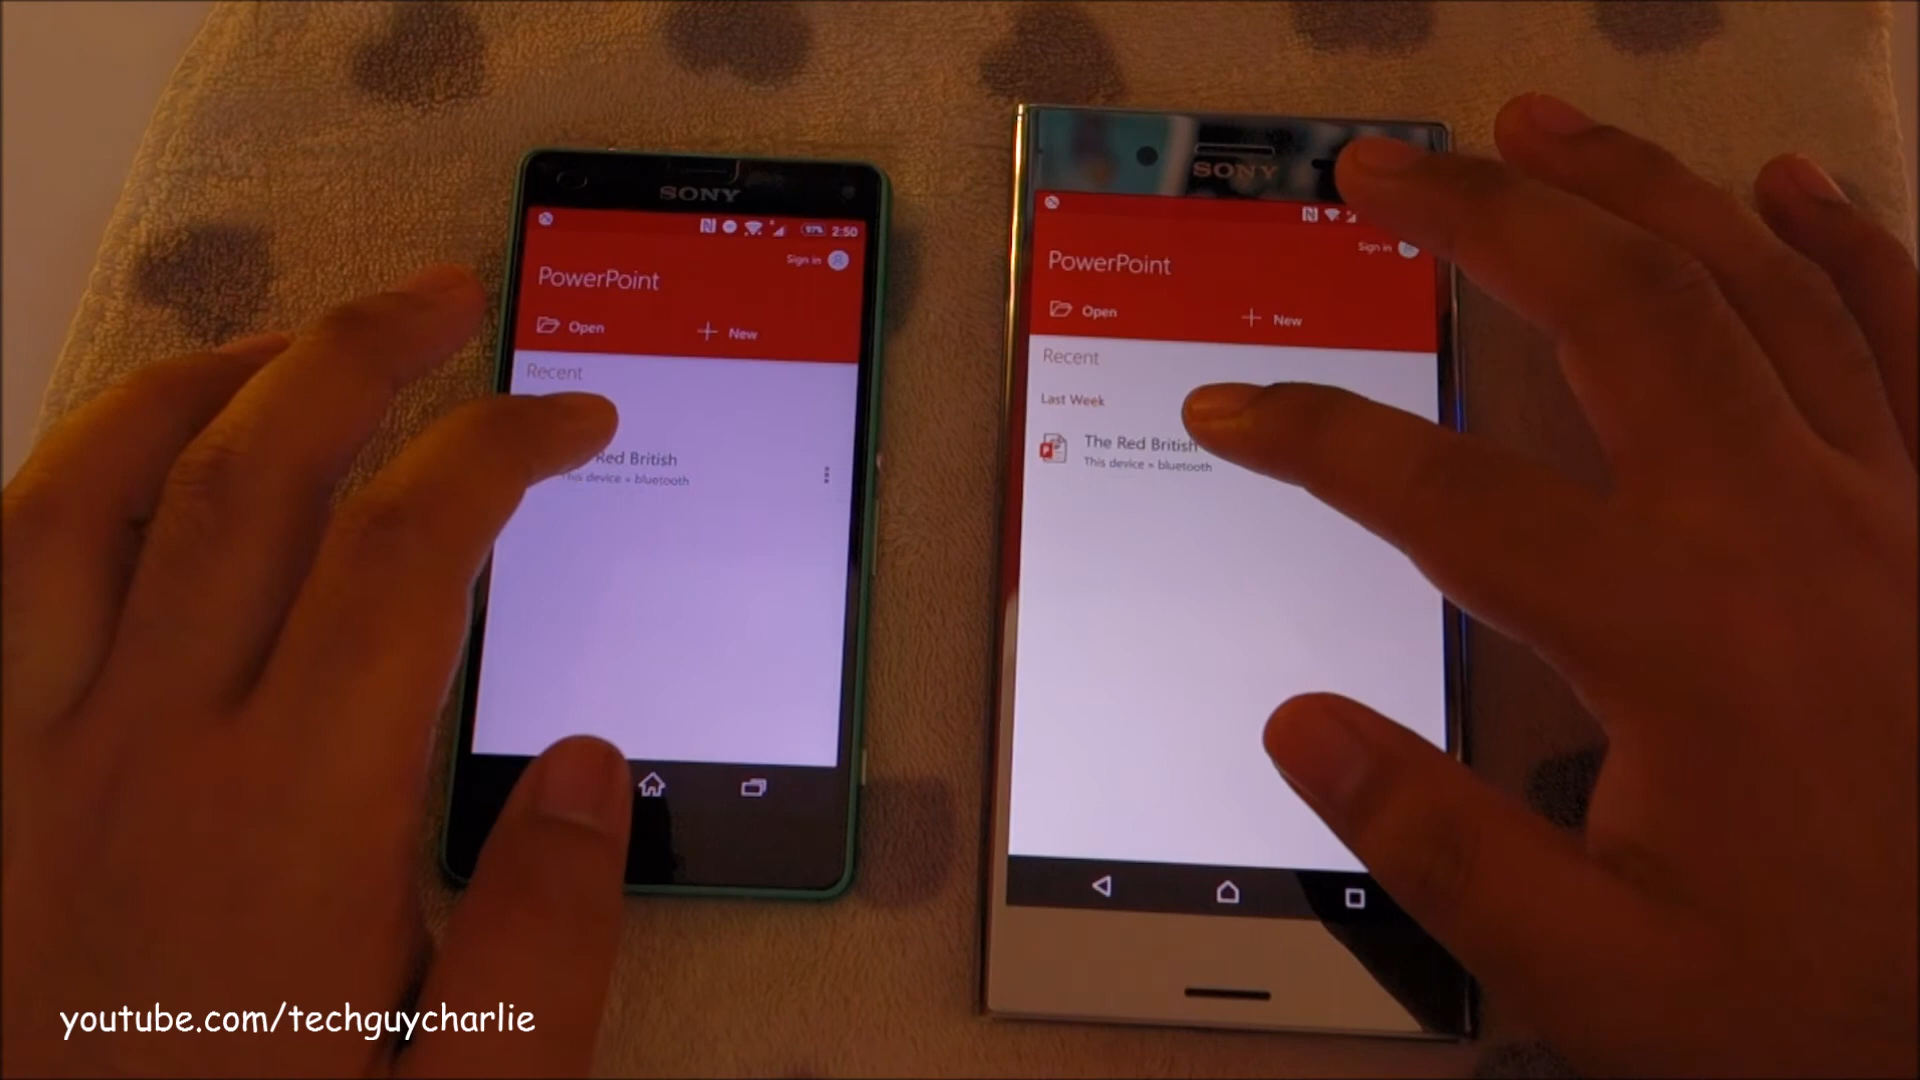 SONY
97% 2:50
Sign in
PowerPoint
Open
New
Recent
Red British
This device » bluetooth
SONY
Sign in
PowerPoint
Open
New
Recent
Last Week
The Red British
This device » bluetooth
youtube.com/techguycharlie